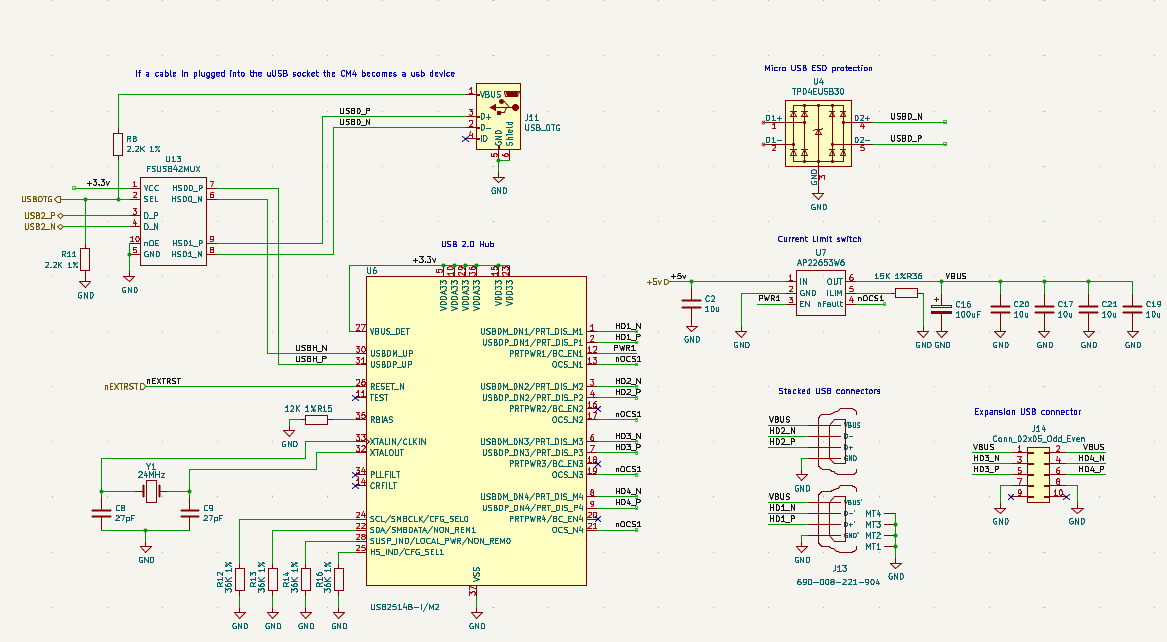 If a cable in plugged into the uUSB socket the CM4 becomes a usb device
R8
2.2K 1%
U13
FSUSB42MUX
+3.3v
1 VCC HSD0_P 7
USBOTG 2 SEL HSD0_N 6
USB2_P 3 D_P
USB2_N 4 D_N
10 nOE HSD1_P 9
5 GND HSD1_N 8
R11
2.2K 1%
GND
GND
USBD_P
USBD_N
1 VBUS
3 D+
2 D-
4 ID
GND
Shield
5 6
J11
USB_OTG
GND
Micro USB ESD protection
U4
TPD4EU5B30
D1+ 1
D1- 2
D2+ 4 USBD_N
D2- 5 USBD_P
GND 3
GND
USB 2.0 Hub
+3.3v
U6
5 10 29 36 15 23
VDDA33 VDDA33 VDDA33 VDDA33 VDD33 VDD33
27 VBUS_DET
USBH_N 30 USBDM_UP
USBH_P 31 USBDP_UP
nEXTRST nEXTRST 26 RESET_N
11 TEST
12K 1% R15
GND
35 RBIAS
33 XTALIN/CLKIN
32 XTALOUT
34 PLLFILT
14 CRFILT
24 SCL/SMBCLK/CFG_SEL0
22 SDA/SMBDATA/NON_REM1
28 SUSP_IND/LOCAL_PWR/NON_REM0
25 HS_IND/CFG_SEL1
USBDM_DN1/PRT_DIS_M1 1 HD1_N
USBDP_DN1/PRT_DIS_P1 2 HD1_P
PRTPWR1/BC_EN1 12 PWR1
OCS_N1 13 nOCS1
USBDM_DN2/PRT_DIS_M2 3 HD2_N
USBDP_DN2/PRT_DIS_P2 4 HD2_P
PRTPWR2/BC_EN2 16
OCS_N2 17 nOCS1
USBDM_DN3/PRT_DIS_M3 6 HD3_N
USBDP_DN3/PRT_DIS_P3 7 HD3_P
PRTPWR3/BC_EN3 18
OCS_N3 19 nOCS1
USBDM_DN4/PRT_DIS_M4 8 HD4_N
USBDP_DN4/PRT_DIS_P4 9 HD4_P
PRTPWR4/BC_EN4 20
OCS_N4 21 nOCS1
VSS
37
USB2514B-I/M2
GND
Y1
24MHz
C8
27pF
C9
27pF
GND
R12
36K 1%
R13
36K 1%
R14
36K 1%
R16
36K 1%
GND GND GND GND
Current Limit switch
U7
AP22653W6
+5v +5v
C2
10u
GND
GND
1 IN OUT 6
2 GND ILIM 5
PWR1 3 EN nFault 4 nOCS1
15K 1% R36
VBUS
C16
100uF
C20
10u
C17
10u
C21
10u
C19
10u
GND GND GND GND GND GND
Stacked USB connectors
VBUS VBUS
HD2_N D-
HD2_P D+
GND
GND
VBUS VBUS'
HD1_N D-'
HD1_P D+'
GND'
MT4
MT3
MT2
MT1
GND
GND
J13
690-008-221-904
Expansion USB connector
J14
Conn_02x05_Odd_Even
VBUS 1 2 VBUS
HD3_N 3 4 HD4_N
HD3_P 5 6 HD4_P
7 8
9 10
GND GND